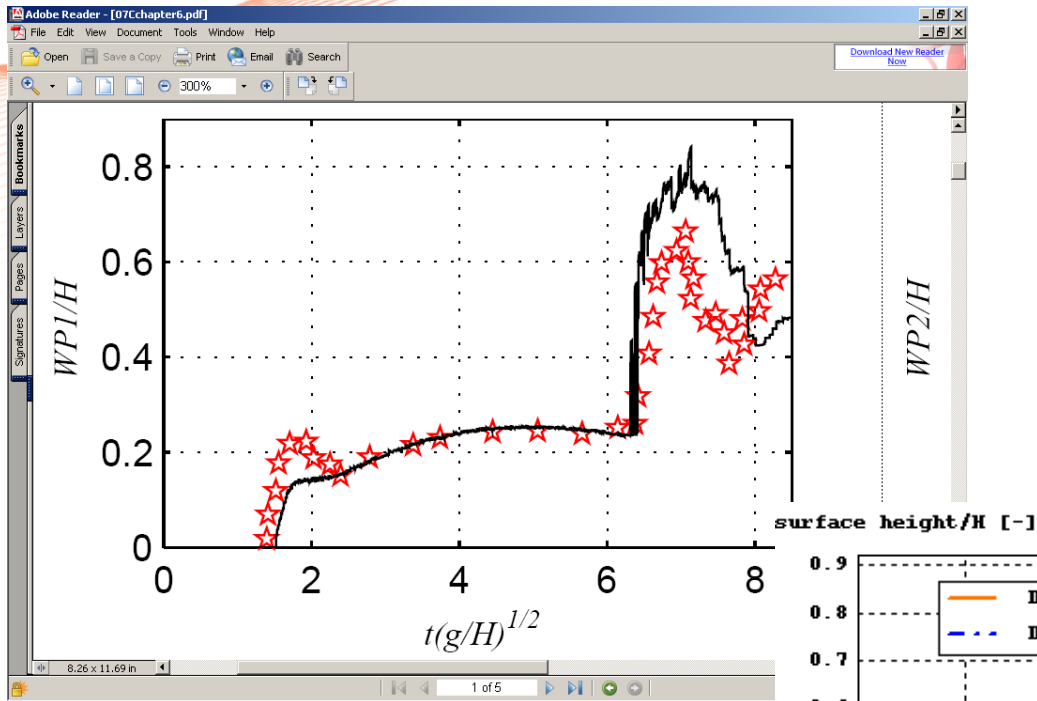 Adobe Reader - [07Cchapter6.pdf]
File Edit View Document Tools Window Help
Open Save a Copy Print Email Search
Download New Reader Now
300%
Bookmarks
Layers
Pages
Signatures
WP1/H
0.8
0.6
0.4
0.2
0
0 2 4 6 8
t(g/H)1/2
WP2/H
surface height/H [-]
0.9
0.8
0.7
8.26 x 11.69 in
1 of 5